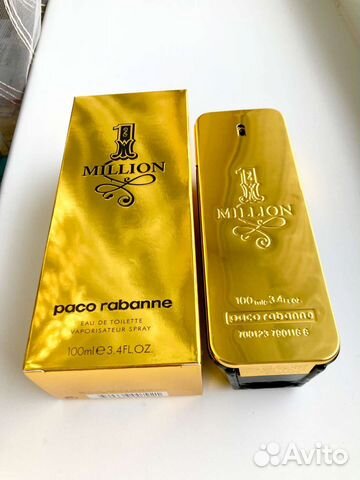 1
MILLION
paco rabanne
EAU DE TOILETTE
VAPORISATEUR SPRAY
100ml e 3.4FL.OZ.
1
MILLION
100 ml e 3.4 FL.OZ
paco rabanne
Avito